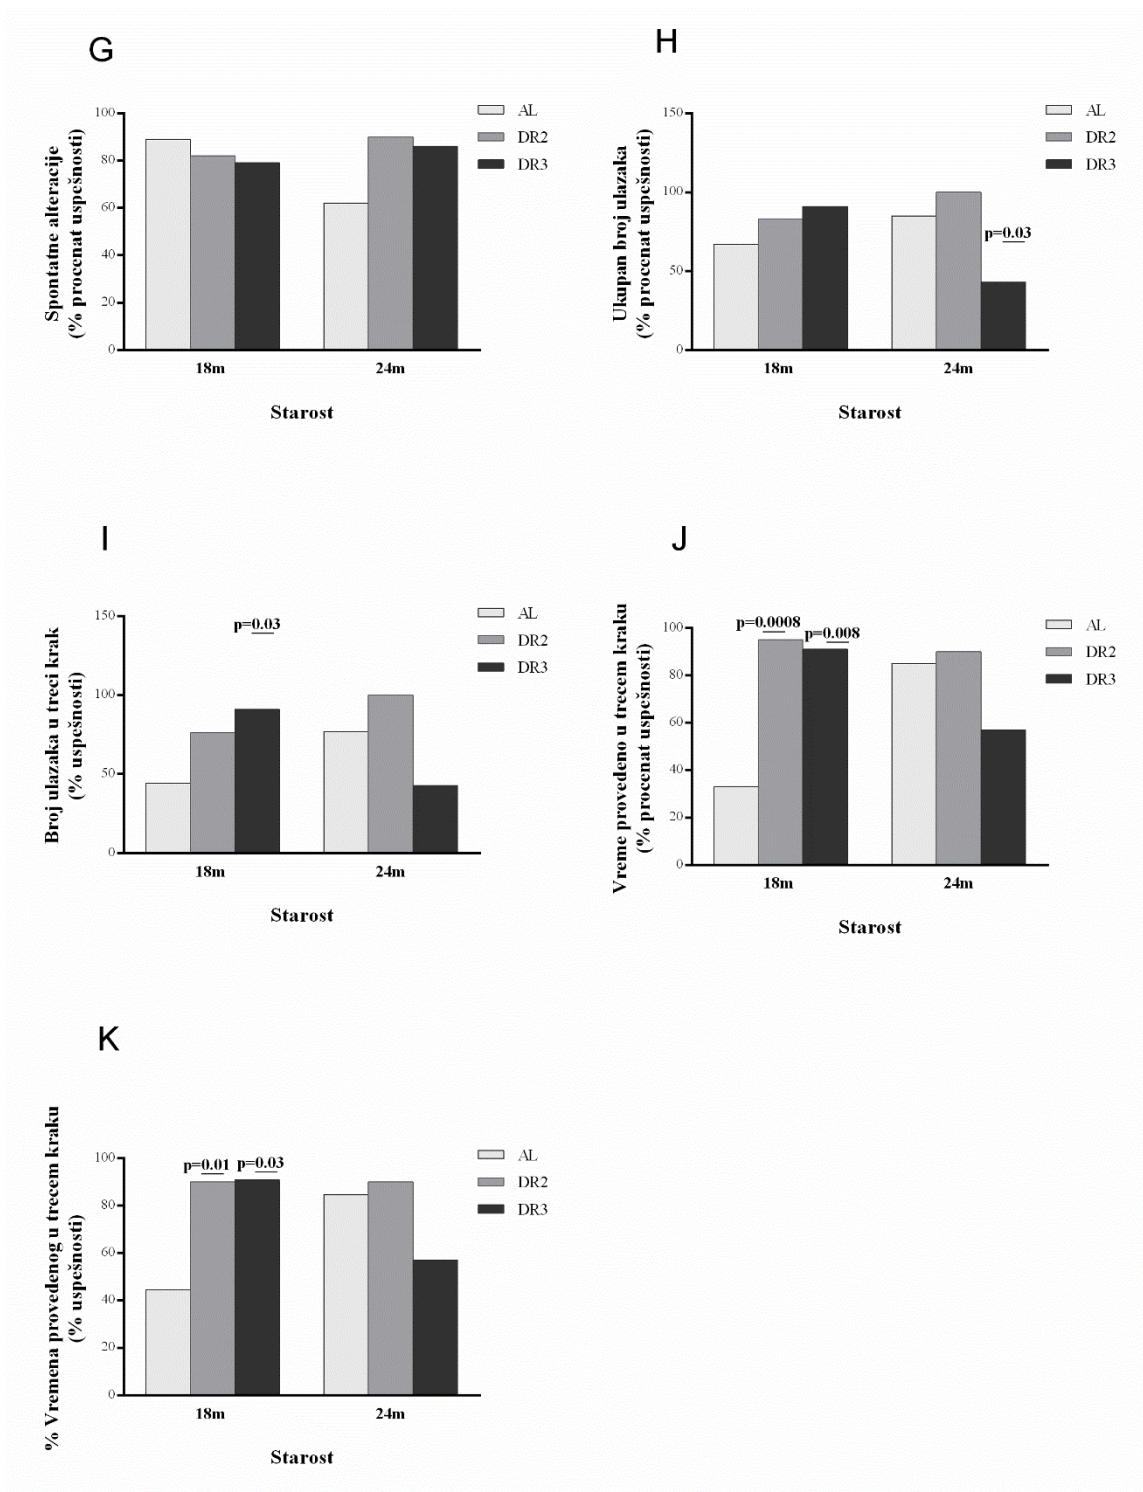 G
Spontatne alteracije
(% procenat uspešnosti)
100
80
60
40
20
0
18m
24m
Starost
AL
DR2
DR3
H
Ukupan broj ulazaka
(% procenat uspešnosti)
150
100
50
0
p=0.03
18m
24m
Starost
AL
DR2
DR3
I
Broj ulazaka u treci krak
(% uspešnosti)
150
100
50
0
p=0.03
18m
24m
Starost
AL
DR2
DR3
J
Vreme provedeno u trecem kraku
(% procenat uspešnosti)
100
80
60
40
20
0
p=0.0008
p=0.008
18m
24m
Starost
AL
DR2
DR3
K
% Vremena provedenog u trecem kraku
(% uspešnosti)
100
80
60
40
20
0
p=0.01 p=0.03
18m
24m
Starost
AL
DR2
DR3